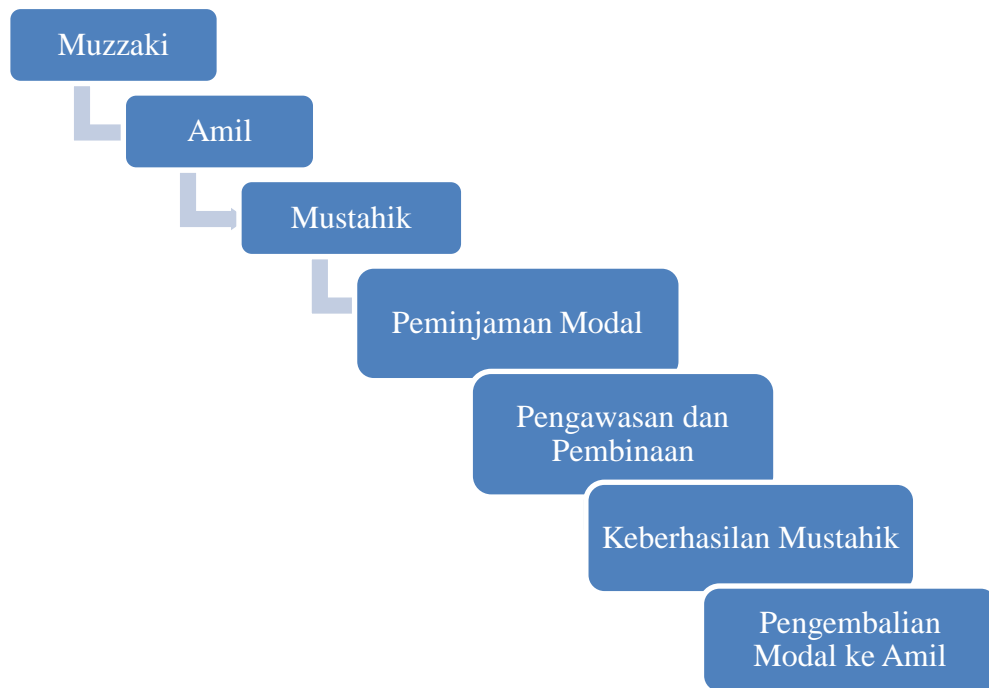 Muzzaki
Amil
Mustahik
Peminjaman Modal
Pengawasan dan
Pembinaan
Keberhasilan Mustahik
Pengembalian
Modal ke Amil